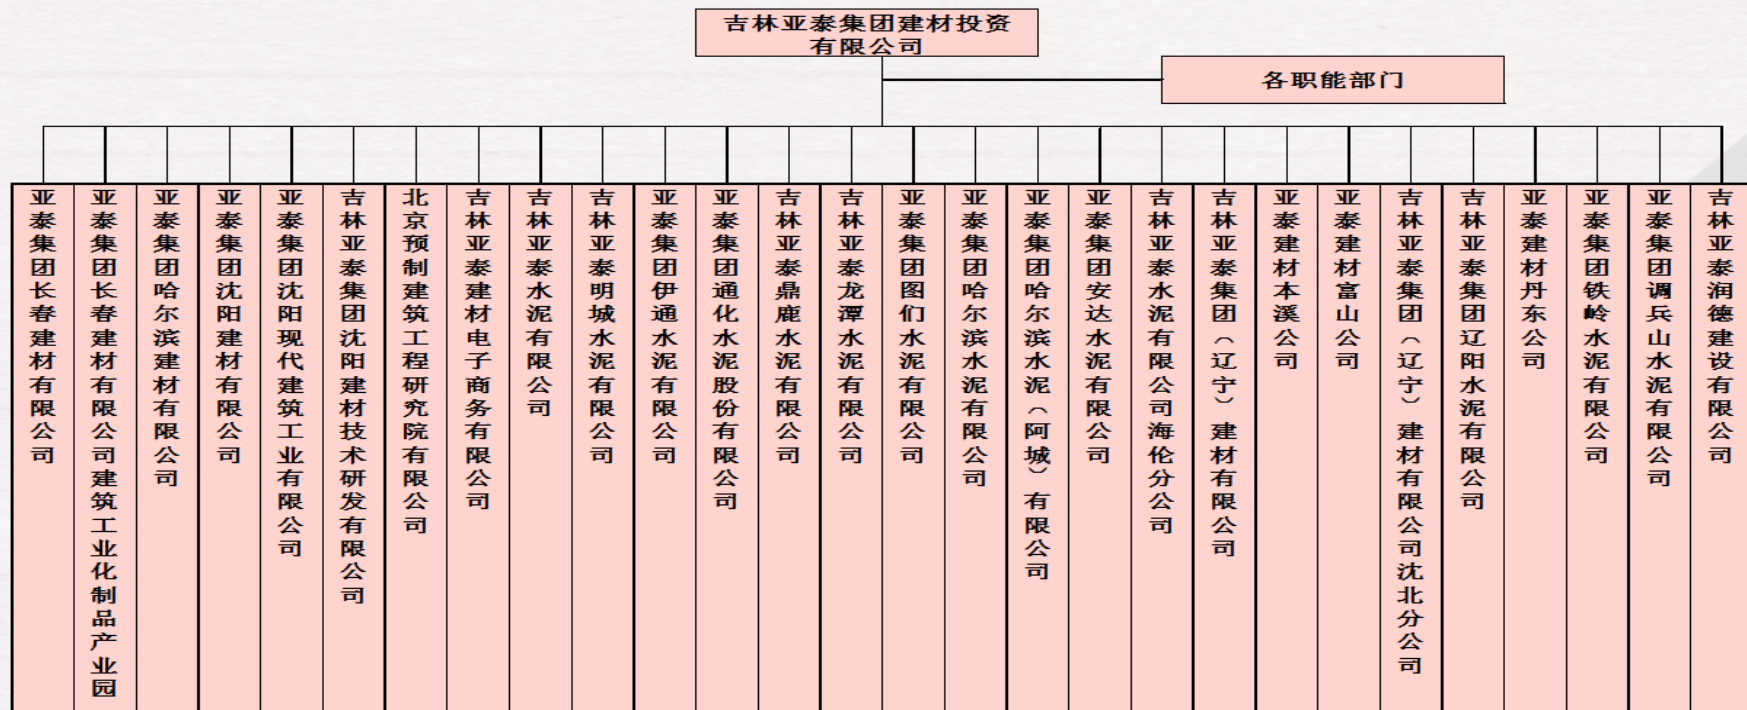 吉林亚泰集团建材投资
有限公司
各职能部门
亚泰集团长春建材有限公司
亚泰集团长春建材有限公司建筑工业化制品产业园
亚泰集团哈尔滨建材有限公司
亚泰集团沈阳建材有限公司
亚泰集团沈阳现代建筑工业有限公司
吉林亚泰集团沈阳建材技术研发有限公司
北京预制建筑工程研究院有限公司
吉林亚泰建材电子商务有限公司
吉林亚泰水泥有限公司
吉林亚泰明城水泥有限公司
亚泰集团伊通水泥有限公司
亚泰集团通化水泥股份有限公司
吉林亚泰鼎鹿水泥有限公司
吉林亚泰龙潭水泥有限公司
亚泰集团图们水泥有限公司
亚泰集团哈尔滨水泥有限公司
亚泰集团哈尔滨水泥（阿城）有限公司
亚泰集团安达水泥有限公司
吉林亚泰水泥有限公司海伦分公司
吉林亚泰集团（辽宁）建材有限公司
亚泰建材本溪公司
亚泰建材富山公司
吉林亚泰集团（辽宁）建材有限公司沈北分公司
吉林亚泰集团辽阳水泥有限公司
亚泰建材丹东公司
亚泰集团铁岭水泥有限公司
亚泰集团调兵山水泥有限公司
吉林亚泰润德建设有限公司